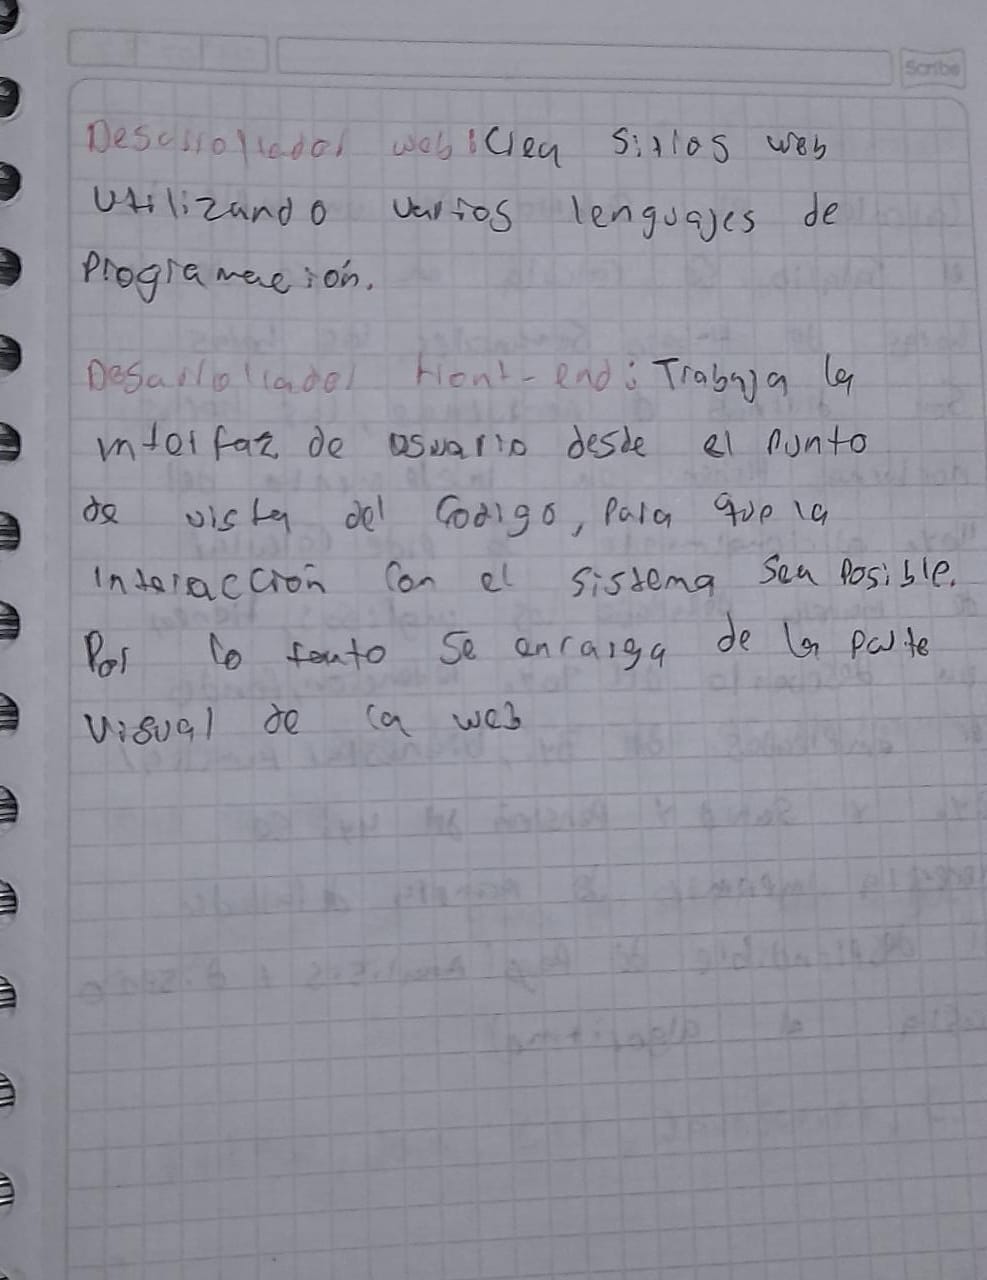 Scribe
Desarrollador web: Crea Sitios web
Utilizando varios lenguajes de
Programación.
Desarrollador Front-end: Trabaja la
interfaz de usuario desde el punto
de vista del Codigo, Para que la
Interacción Con el sistema Sea Posible.
Por lo tanto Se encarga de la parte
Visual de la web